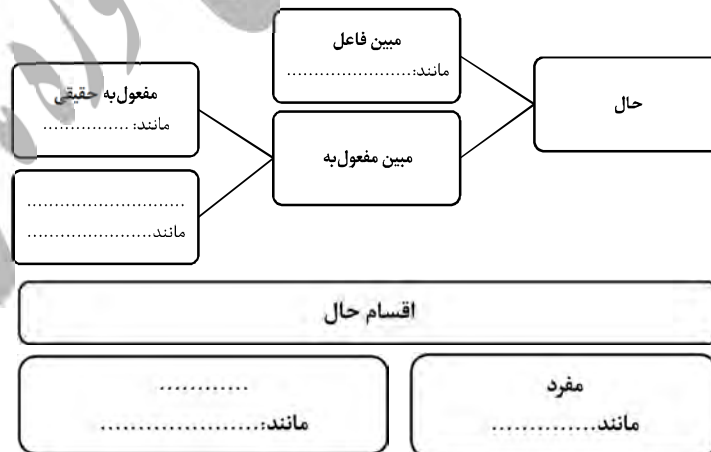 حال
مبین فاعل
مانند:.......................
مبین مفعول‌به
مفعول‌به حقیقی
مانند: ................
.............................
مانند.......................
اقسام حال
مفرد
مانند..............
............
مانند:......................